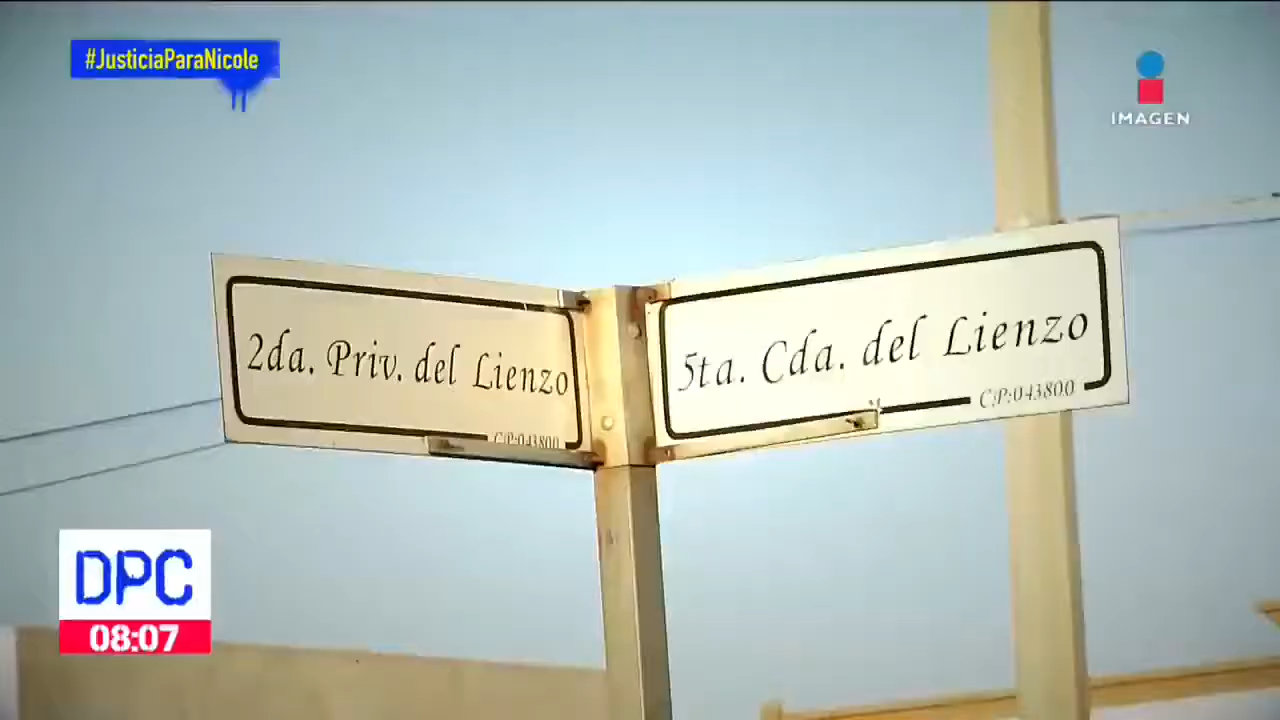 #JusticiaParaNicole
IMAGEN
2da. Priv. del Lienzo
C/P:043800
5ta. Cda. del Lienzo
C/P:043800
DPC
08:07